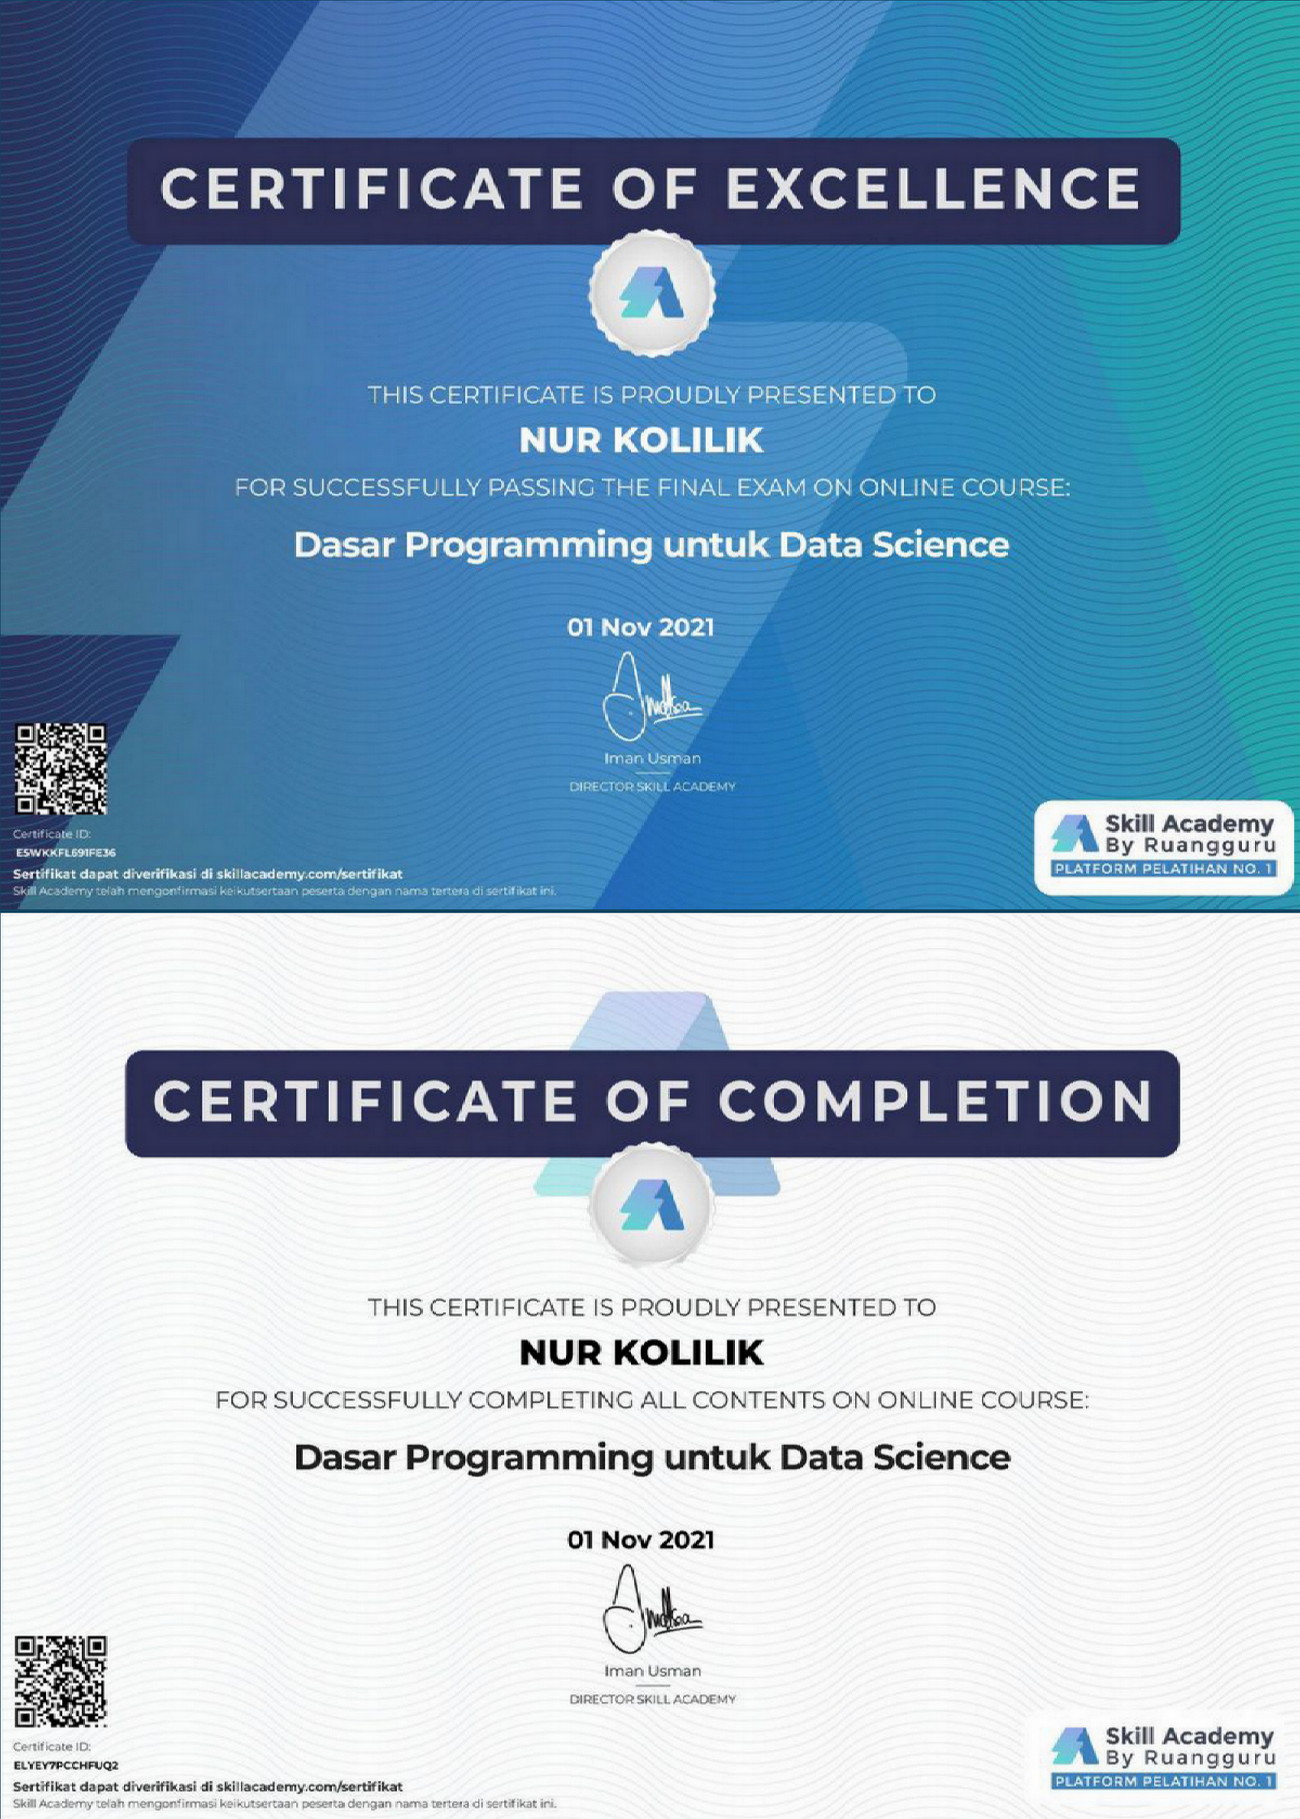 CERTIFICATE OF EXCELLENCE
THIS CERTIFICATE IS PROUDLY PRESENTED TO
NUR KOLILIK
FOR SUCCESSFULLY PASSING THE FINAL EXAM ON ONLINE COURSE:
Dasar Programming untuk Data Science
01 Nov 2021
Iman Usman
DIRECTOR SKILL ACADEMY
Certificate ID:
E5WKKFL691FE36
Sertifikat dapat diverifikasi di skillacademy.com/sertifikat
Skill Academy telah mengonfirmasi keikutsertaan peserta dengan nama tertera di sertifikat ini.
Skill Academy
By Ruangguru
PLATFORM PELATIHAN NO. 1
CERTIFICATE OF COMPLETION
THIS CERTIFICATE IS PROUDLY PRESENTED TO
NUR KOLILIK
FOR SUCCESSFULLY COMPLETING ALL CONTENTS ON ONLINE COURSE:
Dasar Programming untuk Data Science
01 Nov 2021
Iman Usman
DIRECTOR SKILL ACADEMY
Certificate ID:
ELYEY7PCCHFUQ2
Sertifikat dapat diverifikasi di skillacademy.com/sertifikat
Skill Academy telah mengonfirmasi keikutsertaan peserta dengan nama tertera di sertifikat ini.
Skill Academy
By Ruangguru
PLATFORM PELATIHAN NO. 1